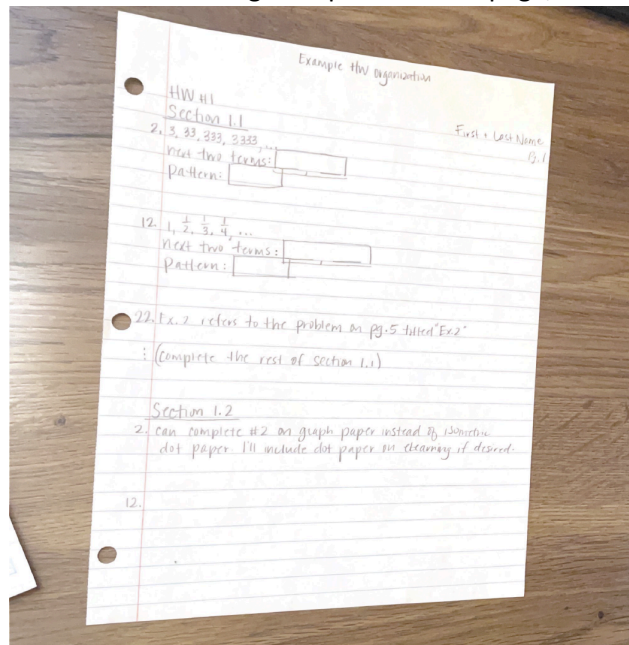 Example HW organization
HW #1
Section 1.1
First + Last Name
p. 1
2. 3, 33, 333, 3333, ...
next two terms:
pattern:
12. 1, 1/2, 1/3, 1/4, ...
next two terms:
pattern:
22. Ex. 2 refers to the problem on pg. 5 titled "Ex 2"
⋮ (complete the rest of section 1.1)
Section 1.2
2. can complete #2 on graph paper instead of isometric
dot paper. I'll include dot paper on elearning if desired.
12.